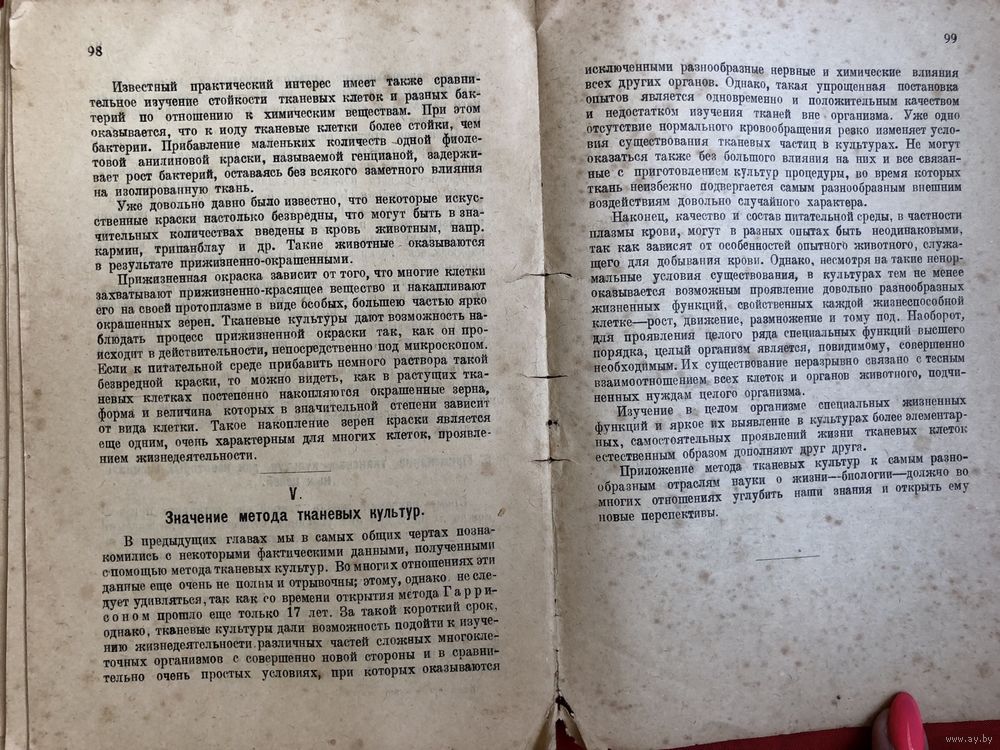 98
Известный практический интерес имеет также сравни-
тельное изучение стойкости тканевых клеток и разных бак-
терий по отношению к химическим веществам. При этом
оказывается, что к иоду тканевые клетки более стойки, чем
бактерии. Прибавление маленьких количеств одной фиоле-
товой анилиновой краски, называемой генцианой, задержи-
вает рост бактерий, оставаясь без всякого заметного влияния
на изолированную ткань.
Уже довольно давно было известно, что некоторые искус-
ственные краски настолько безвредны, что могут быть в зна-
чительных количествах введены в кровь животным, напр.
кармин, трипанблау и др. Такие животные оказываются
в результате прижизненно-окрашенными.
Прижизненная окраска зависит от того, что многие клетки
захватывают прижизненно-красящее вещество и накапливают
его на своей протоплазме в виде особых, большею частью ярко
окрашенных зерен. Тканевые культуры дают возможность на-
блюдать процесс прижизненной окраски так, как он про-
исходит в действительности, непосредственно под микроскопом.
Если к питательной среде прибавить немного раствора такой
безвредной краски, то можно видеть, как в растущих тка-
невых клетках постепенно накопляются окрашенные зерна,
форма и величина которых в значительной степени зависит
от вида клетки. Такое накопление зерен краски является
еще одним, очень характерным для многих клеток, проявле-
нием жизнедеятельности.
V.
Значение метода тканевых культур.
В предыдущих главах мы в самых общих чертах позна-
комились с некоторыми фактическими данными, полученными
с помощью метода тканевых культур. Во многих отношениях эти
данные еще очень не полны и отрывочны; этому, однако, не сле-
дует удивляться, так как со времени открытия метода Гарри-
соном прошло еще только 17 лет. За такой короткий срок,
однако, тканевые культуры дали возможность подойти к изуче-
нию жизнедеятельности различных частей сложных многокле-
точных организмов с совершенно новой стороны и в сравни-
тельно очень простых условиях, при которых оказываются
99
исключенными разнообразные нервные и химические влияния
всех других органов. Однако, такая упрощенная постановка
опытов является одновременно и положительным качеством
и недостатком изучения тканей вне организма. Уже одно
отсутствие нормального кровообращения резко изменяет усло-
вия существования тканевых частиц в культурах. Не могут
оказаться также без большого влияния на них и все связан-
ные с приготовлением культур процедуры, во время которых
ткань неизбежно подвергается самым разнообразным внешним
воздействиям довольно случайного характера.
Наконец, качество и состав питательной среды, в частности
плазмы крови, могут в разных опытах быть неодинаковыми,
так как зависят от особенностей опытного животного, служа-
щего для добывания крови. Однако, несмотря на такие ненор-
мальные условия существования, в культурах тем не менее
оказывается возможным проявление довольно разнообразных
жизненных функций, свойственных каждой жизнеспособной
клетке—рост, движение, размножение и тому под. Наоборот,
для проявления целого ряда специальных функций высшего
порядка, целый организм является, повидимому, совершенно
необходимым. Их существование неразрывно связано с тесным
взаимоотношением всех клеток и органов животного, подчи-
ненных нуждам целого организма.
Изучение в целом организме специальных жизненных
функций и яркое их выявление в культурах более элементар-
ных, самостоятельных проявлений жизни тканевых клеток
естественным образом дополняют друг друга.
Приложение метода тканевых культур к самым разно-
образным отраслям науки о жизни—биологии—должно во
многих отношениях углубить наши знания и открыть ему
новые перспективы.
www.ay.by